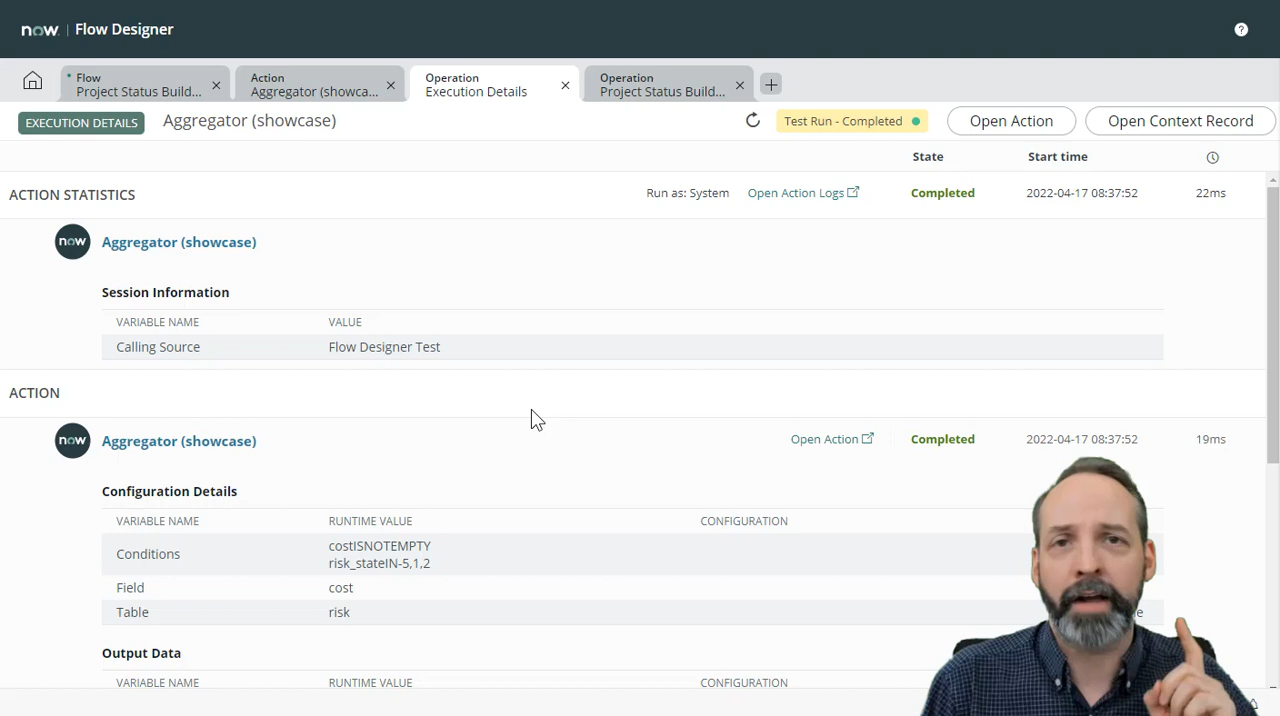 now. | Flow Designer
Flow
Project Status Build...
Action
Aggregator (showca...
Operation
Execution Details
Operation
Project Status Build...
EXECUTION DETAILS
Aggregator (showcase)
Test Run - Completed
Open Action
Open Context Record
State
Start time
ACTION STATISTICS
Run as: System
Open Action Logs
Completed
2022-04-17 08:37:52
22ms
now
Aggregator (showcase)
Session Information
VARIABLE NAME
VALUE
Calling Source
Flow Designer Test
ACTION
now
Aggregator (showcase)
Open Action
Completed
2022-04-17 08:37:52
19ms
Configuration Details
VARIABLE NAME
RUNTIME VALUE
CONFIGURATION
Conditions
costISNOTEMPTY
risk_stateIN-5,1,2
Field
cost
Table
risk
Output Data
VARIABLE NAME
RUNTIME VALUE
CONFIGURATION